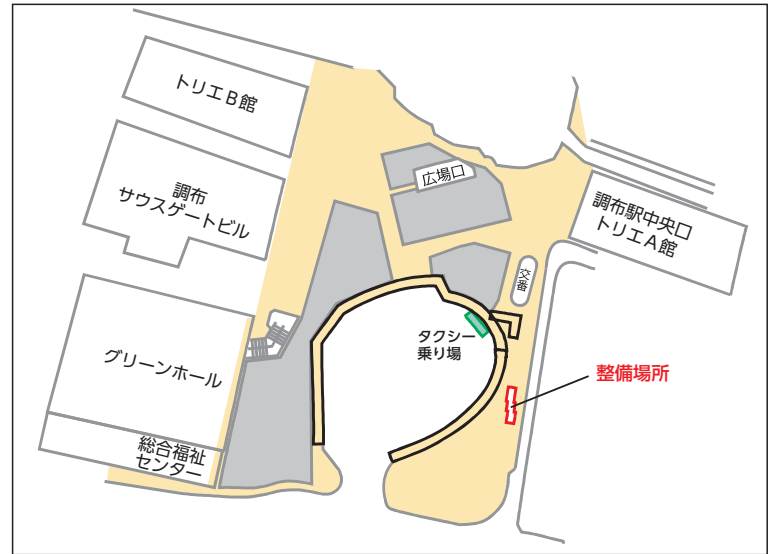 トリエB館
調布
サウスゲートビル
グリーンホール
総合福祉
センター
広場口
調布駅中央口
トリエA館
交番
タクシー
乗り場
整備場所